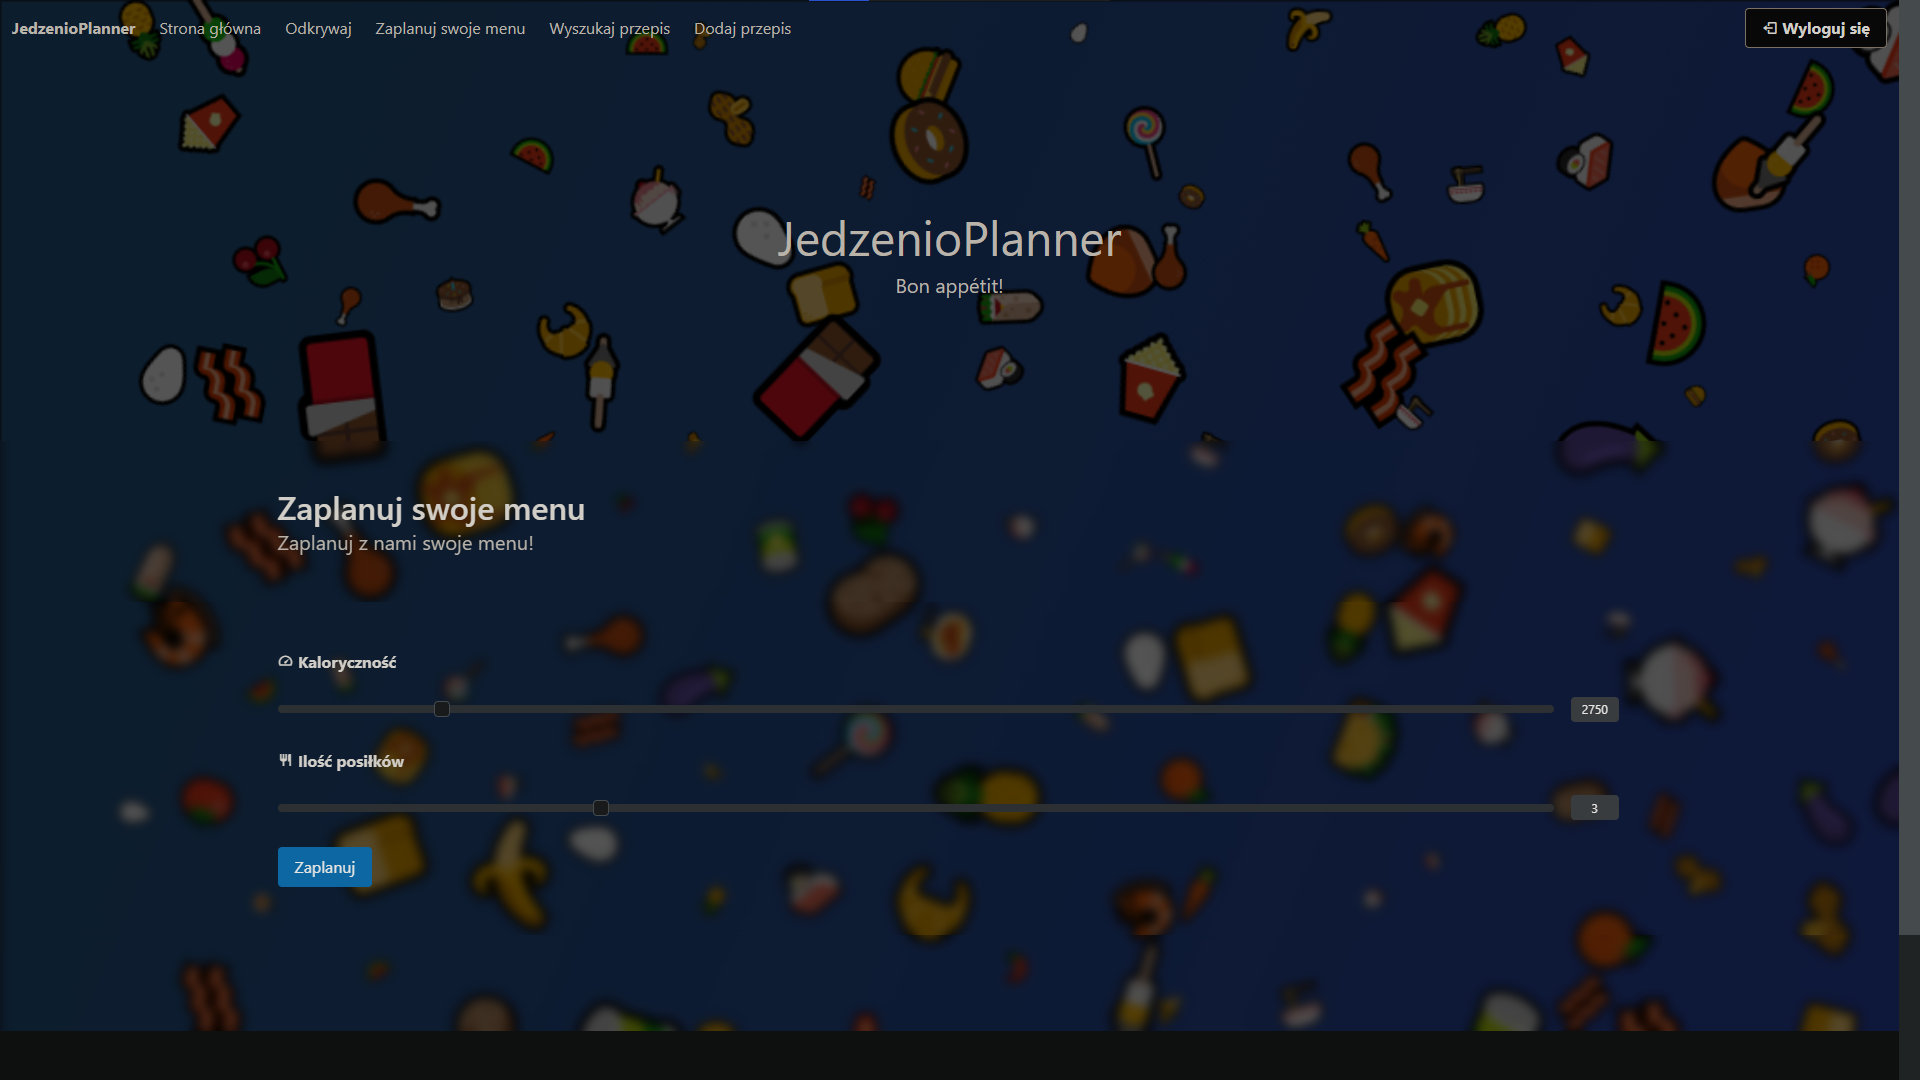 JedzenioPlanner Strona główna Odkrywaj Zaplanuj swoje menu Wyszukaj przepis Dodaj przepis Wyloguj się
JedzenioPlanner
Bon appétit!
Zaplanuj swoje menu
Zaplanuj z nami swoje menu!
Kaloryczność
2750
Ilość posiłków
3
Zaplanuj